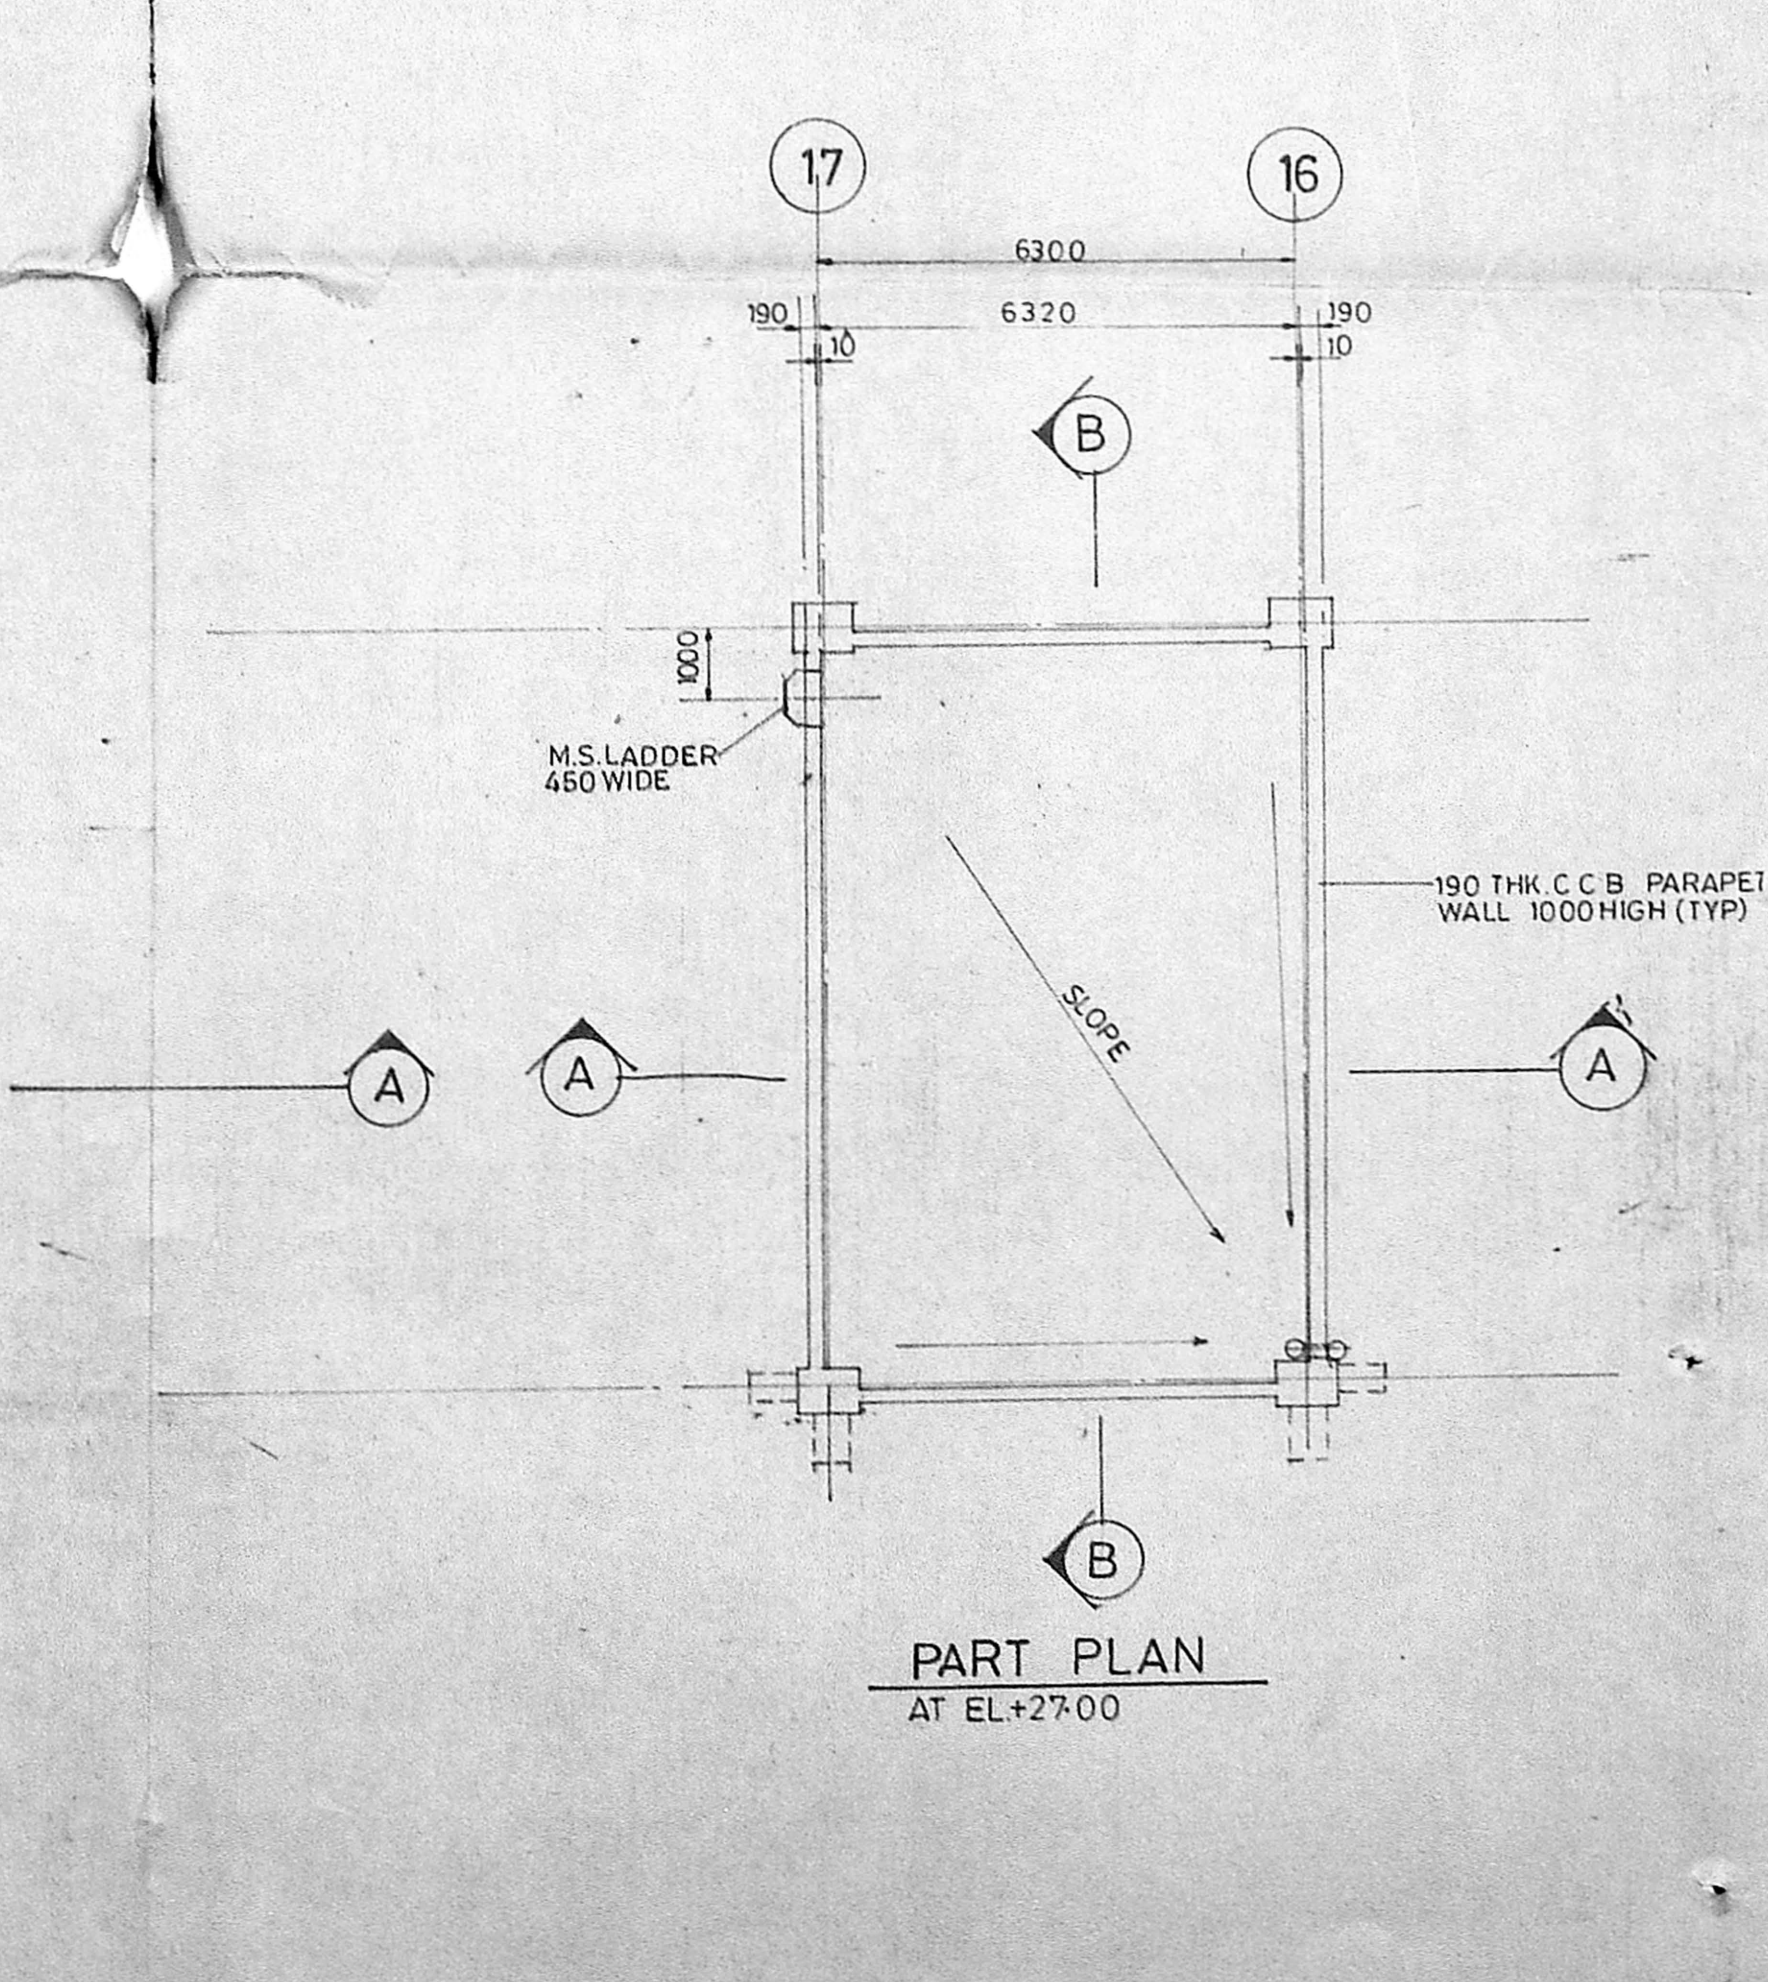 17
16
6300
190
6320
190
10
10
B
1000
M.S.LADDER
450 WIDE
190 THK.C C B PARAPET
WALL 1000 HIGH (TYP)
SLOPE
A
A
A
B
PART PLAN
AT EL.+27.00